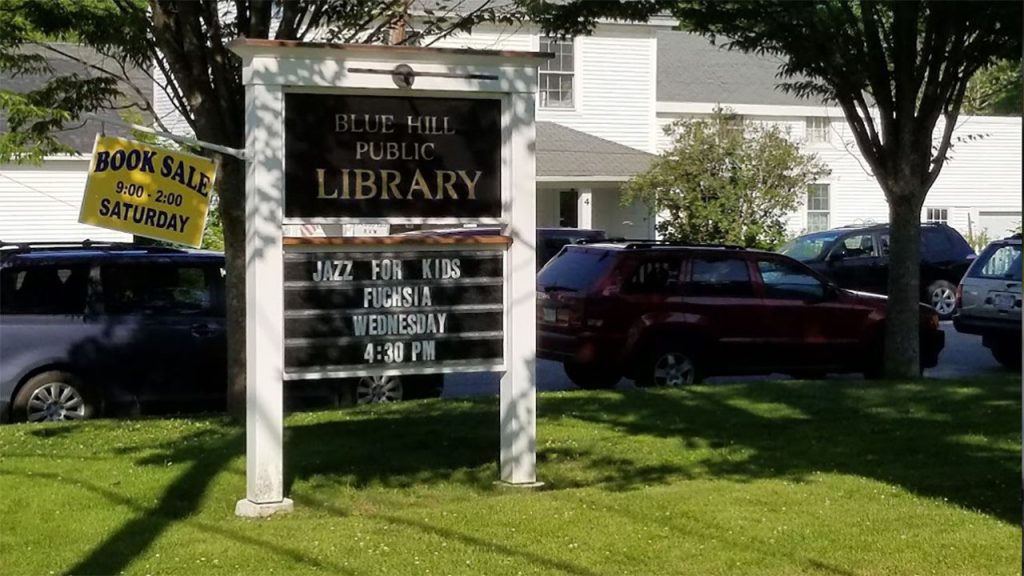 BLUE HILL
PUBLIC
LIBRARY
BOOK SALE
9:00 - 2:00
SATURDAY
JAZZ FOR KIDS
FUCHSIA
WEDNESDAY
4:30 PM
4